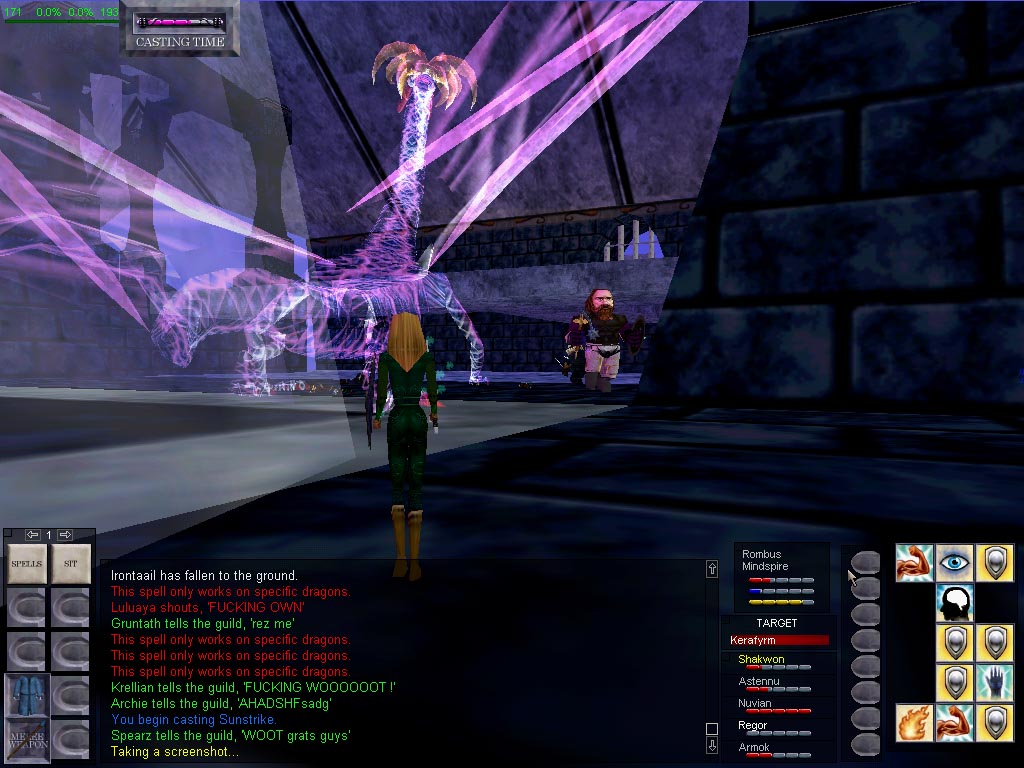 171 0.0% 0.0% 193
CASTING TIME
1
SPELLS SIT
Irontaail has fallen to the ground.
This spell only works on specific dragons.
Luluaya shouts, 'FUCKING OWN'
Gruntath tells the guild, 'rez me'
This spell only works on specific dragons.
This spell only works on specific dragons.
This spell only works on specific dragons.
Krellian tells the guild, 'FUCKING WOOOOOOT !'
Archie tells the guild, 'AHADSHFsadg'
You begin casting Sunstrike.
Spearz tells the guild, 'WOOT grats guys'
Taking a screenshot...
MELEE
WEAPON
Rombus
Mindspire
TARGET
Kerafyrm
Shakwon
Astennu
Nuvian
Regor
Armok